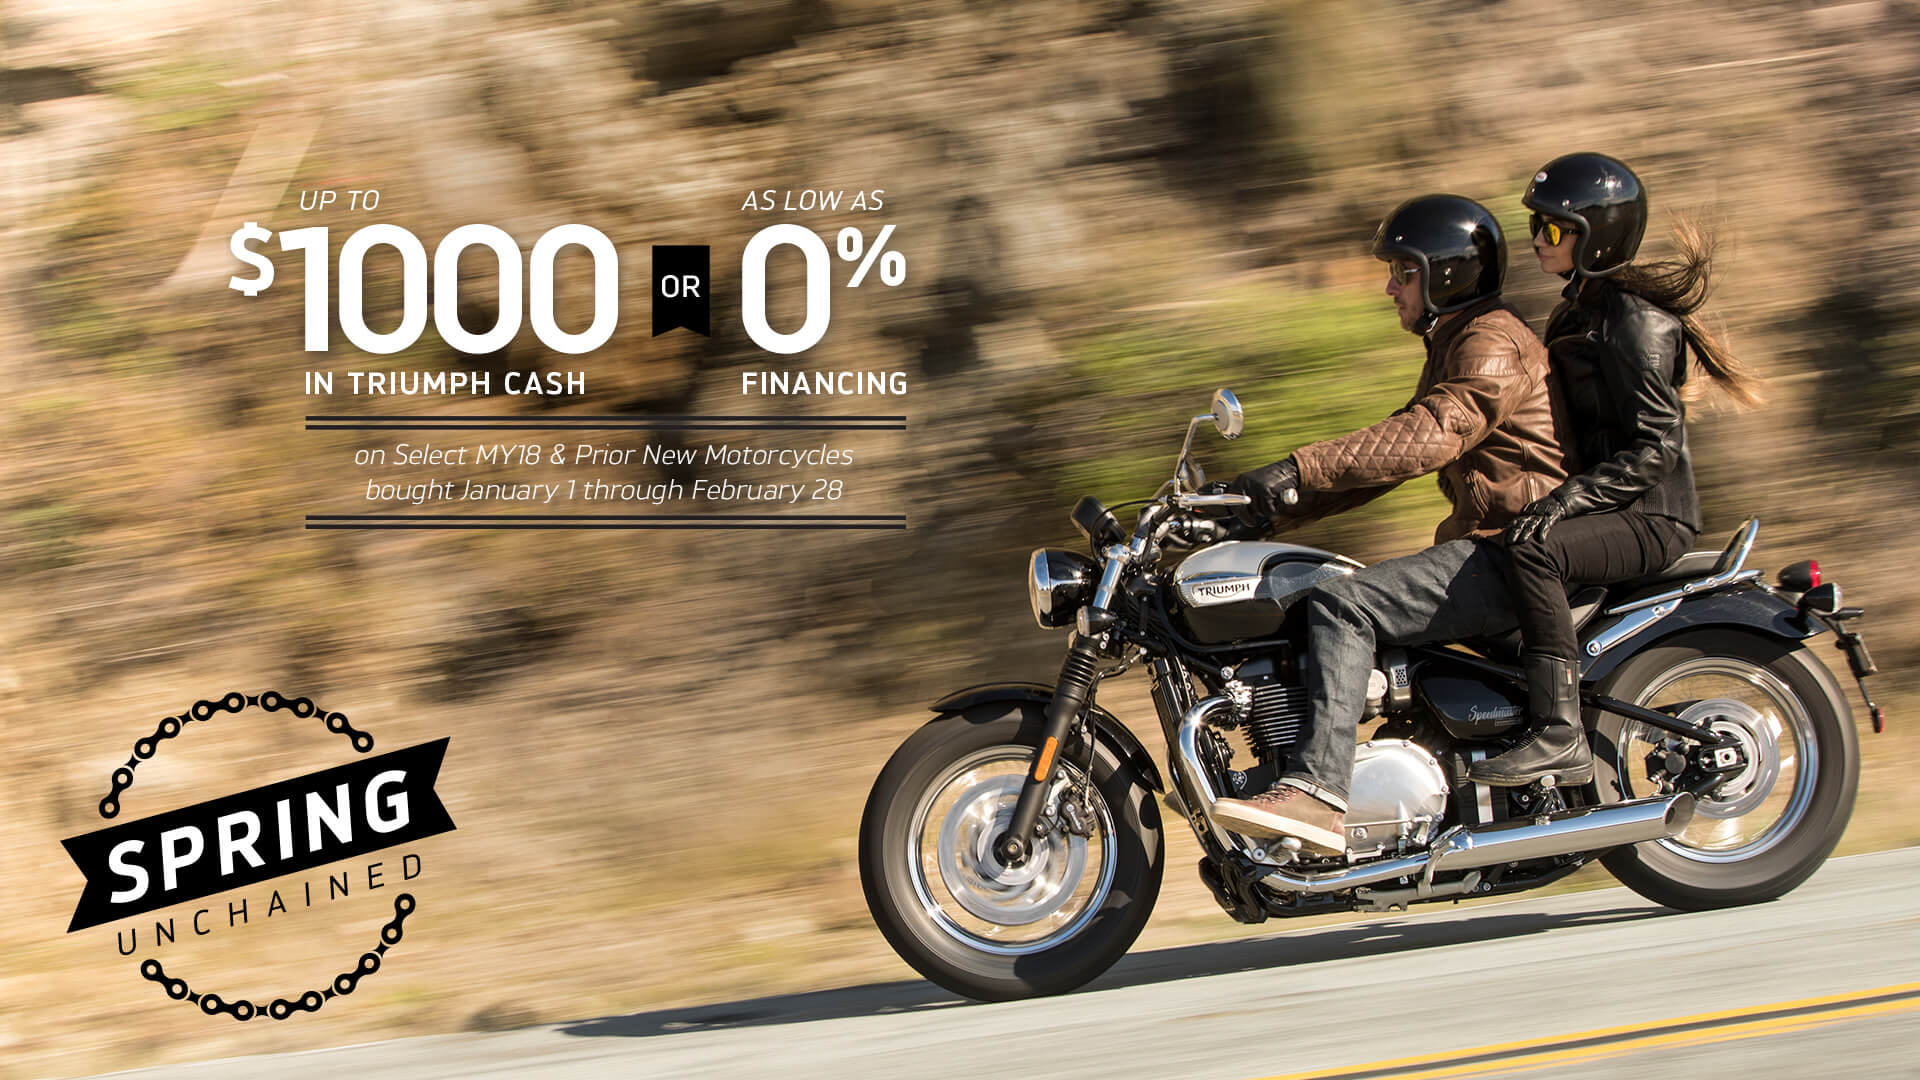 UP TO
$1000
IN TRIUMPH CASH
OR
AS LOW AS
0%
FINANCING
on Select MY18 & Prior New Motorcycles
bought January 1 through February 28
SPRING
UNCHAINED
TRIUMPH
Speedmaster